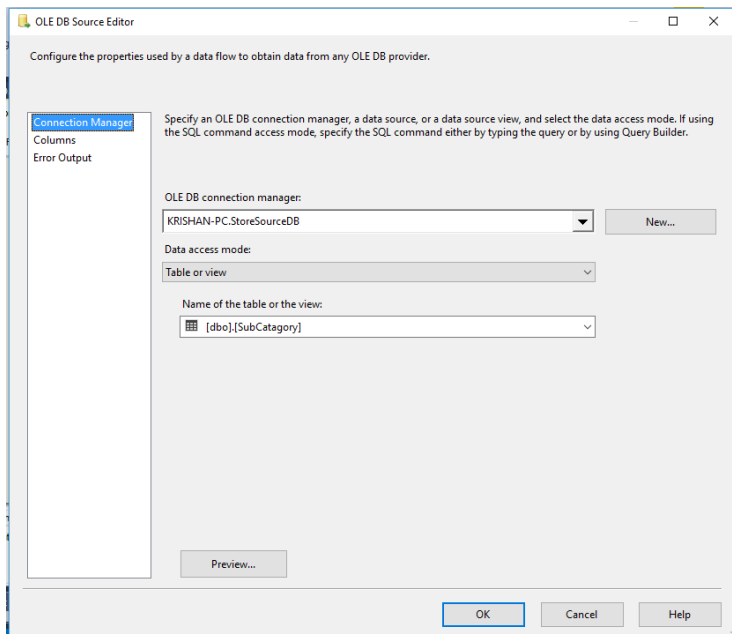 OLE DB Source Editor
Configure the properties used by a data flow to obtain data from any OLE DB provider.
Connection Manager
Columns
Error Output
Specify an OLE DB connection manager, a data source, or a data source view, and select the data access mode. If using
the SQL command access mode, specify the SQL command either by typing the query or by using Query Builder.
OLE DB connection manager:
KRISHAN-PC.StoreSourceDB
New...
Data access mode:
Table or view
Name of the table or the view:
[dbo].[SubCatagory]
Preview...
OK
Cancel
Help